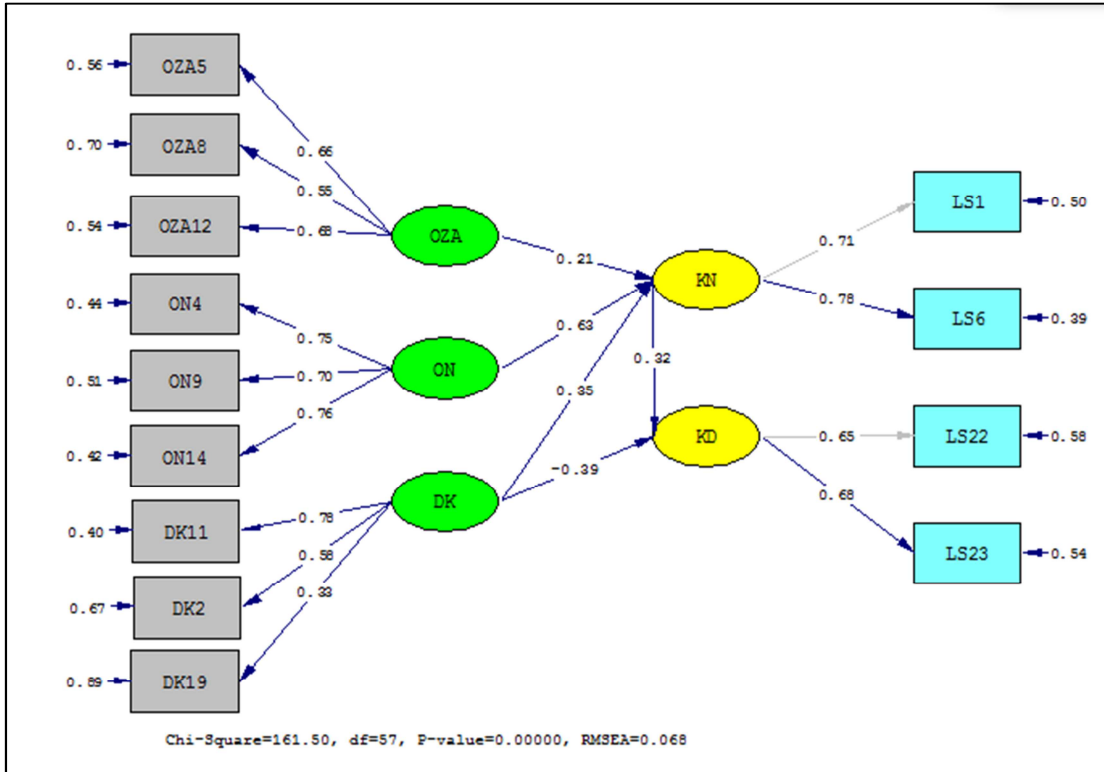 0.56 OZA5
0.70 OZA8
0.66
0.55
0.54 OZA12 0.68 OZA
0.21
0.71
LS1 0.50
KN
0.44 ON4
0.75
0.63
0.78
LS6 0.39
0.32
0.51 ON9 0.70 ON
0.35
0.76
0.42 ON14
KD 0.65 LS22 0.58
-0.39
0.68
DK
0.40 DK11 0.78
0.58
0.33
LS23 0.54
0.67 DK2
0.89 DK19
Chi-Square=161.50, df=57, P-value=0.00000, RMSEA=0.068